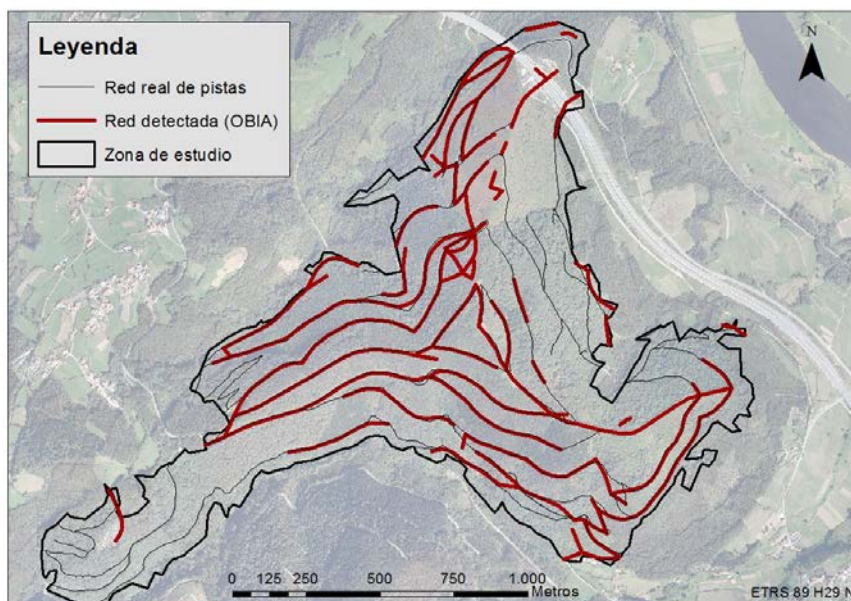 Leyenda
Red real de pistas
Red detectada (OBIA)
Zona de estudio
N
0 125 250 500 750 1.000
Metros
ETRS 89 H29 N